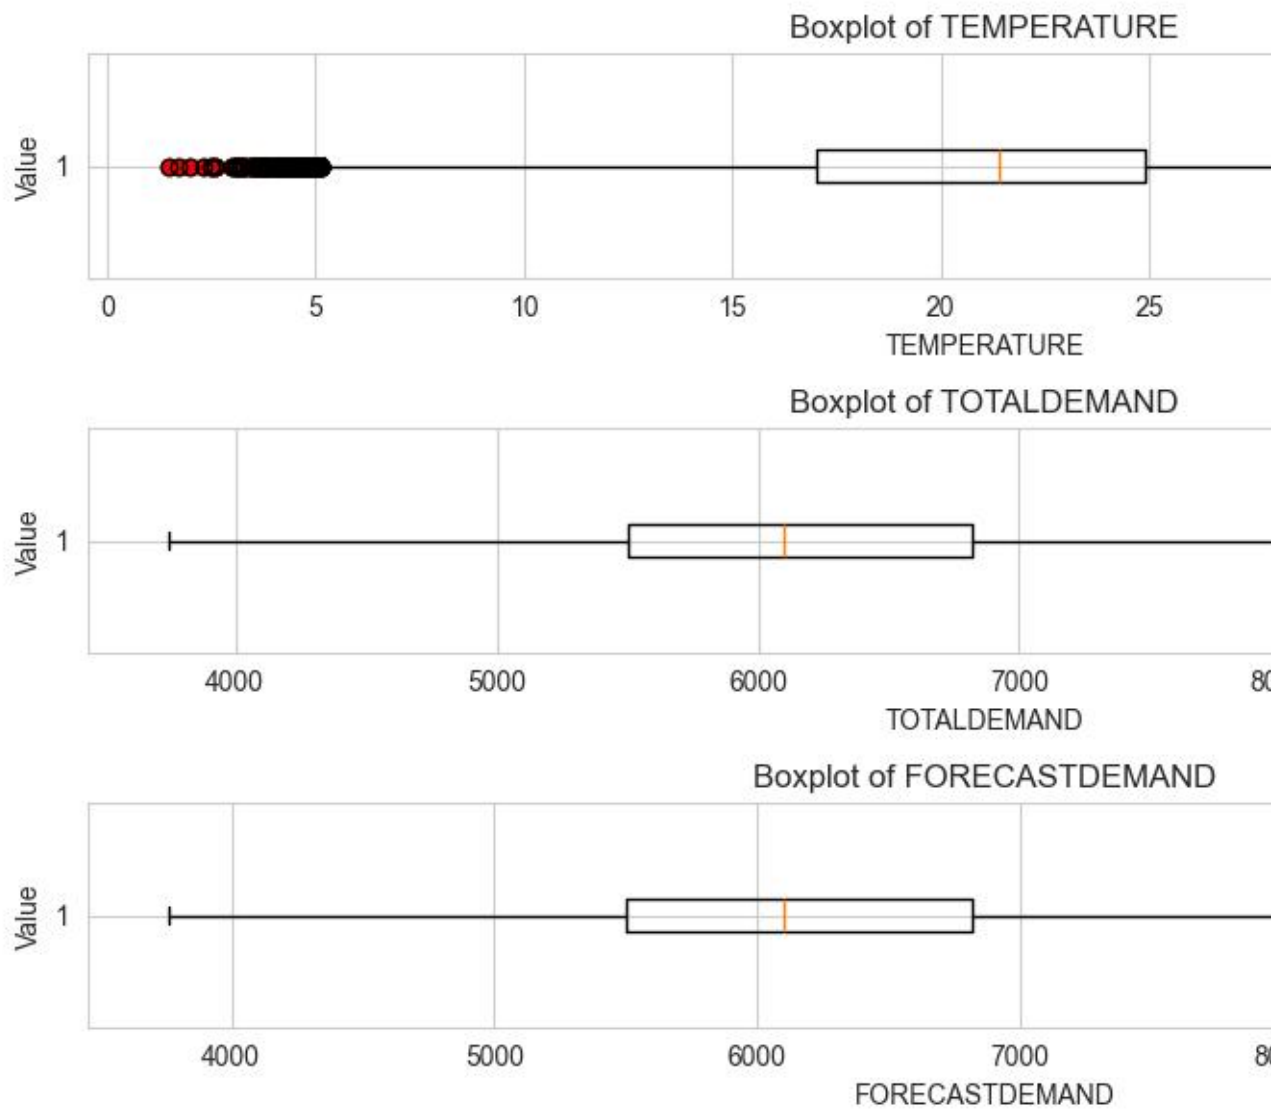 Boxplot of TEMPERATURE
Value
1
0 5 10 15 20 25
TEMPERATURE
Boxplot of TOTALDEMAND
Value
1
4000 5000 6000 7000
TOTALDEMAND
Boxplot of FORECASTDEMAND
Value
1
4000 5000 6000 7000
FORECASTDEMAND